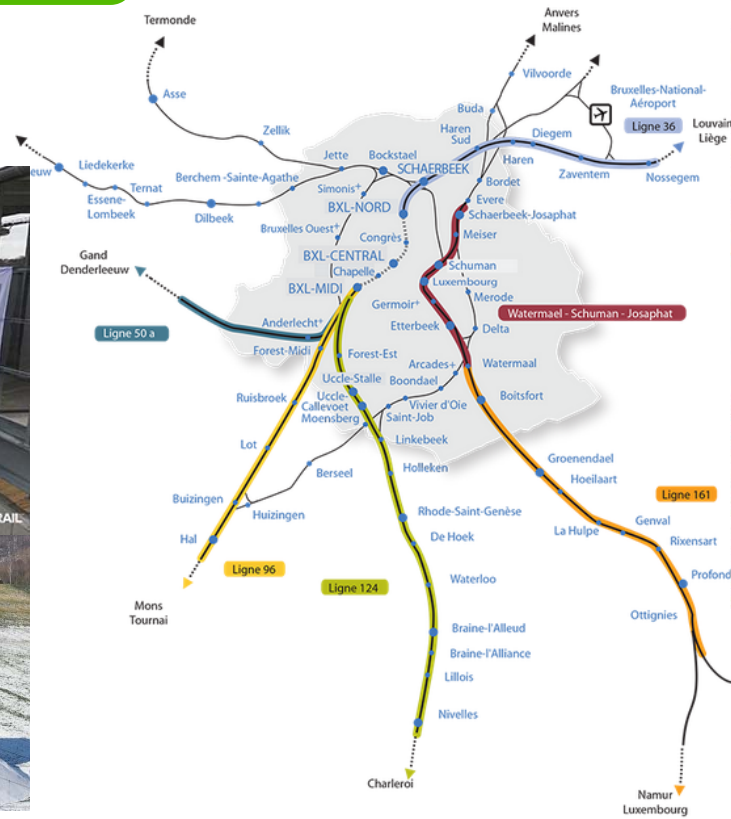 Termonde
Anvers
Malines
Vilvoorde
Asse
Bruxelles-National-
Aéroport
Buda
Ligne 36
Louvain
Liège
Zellik
Haren
Sud
Diegem
Jette
Bockstael
Haren
Liedekerke
SCHAERBEEK
Zaventem
Nossegem
Ternat
Berchem -Sainte-Agathe
Simonis+
Bordet
Essene-
Lombeek
Evere
BXL-NORD
Dilbeek
Schaerbeek-Josaphat
Bruxelles Ouest+
Congrès
Meiser
Gand
Denderleeuw
BXL-CENTRAL
Chapelle
Schuman
BXL-MIDI
Luxembourg
Merode
Germoir+
Watermael - Schuman - Josaphat
Ligne 50 a
Anderlecht+
Etterbeek
Delta
Forest-Midi
Forest-Est
Arcades+
Watermaal
Uccle-Stalle
Boondael
Ruisbroek
Uccle-
Callevoet
Vivier d'Oie
Boitsfort
Moensberg
Saint-Job
Linkebeek
Lot
Berseel
Holleken
Groenendael
Hoeilaart
Buizingen
Ligne 161
Huizingen
Rhode-Saint-Genèse
RAIL
Genval
La Hulpe
Hal
De Hoek
Rixensart
Ligne 96
Ligne 124
Waterloo
Profond
Mons
Tournai
Ottignies
Braine-l'Alleud
Braine-l'Alliance
Lillois
Nivelles
Charleroi
Namur
Luxembourg